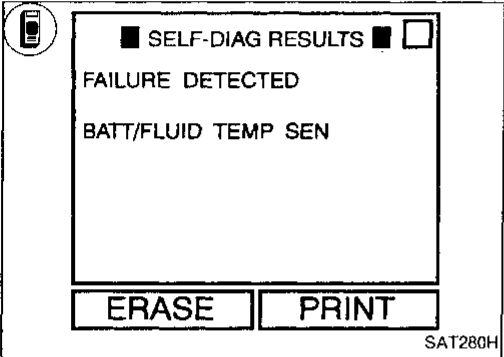 SELF-DIAG RESULTS
FAILURE DETECTED
BATT/FLUID TEMP SEN
ERASE
PRINT
SAT280H